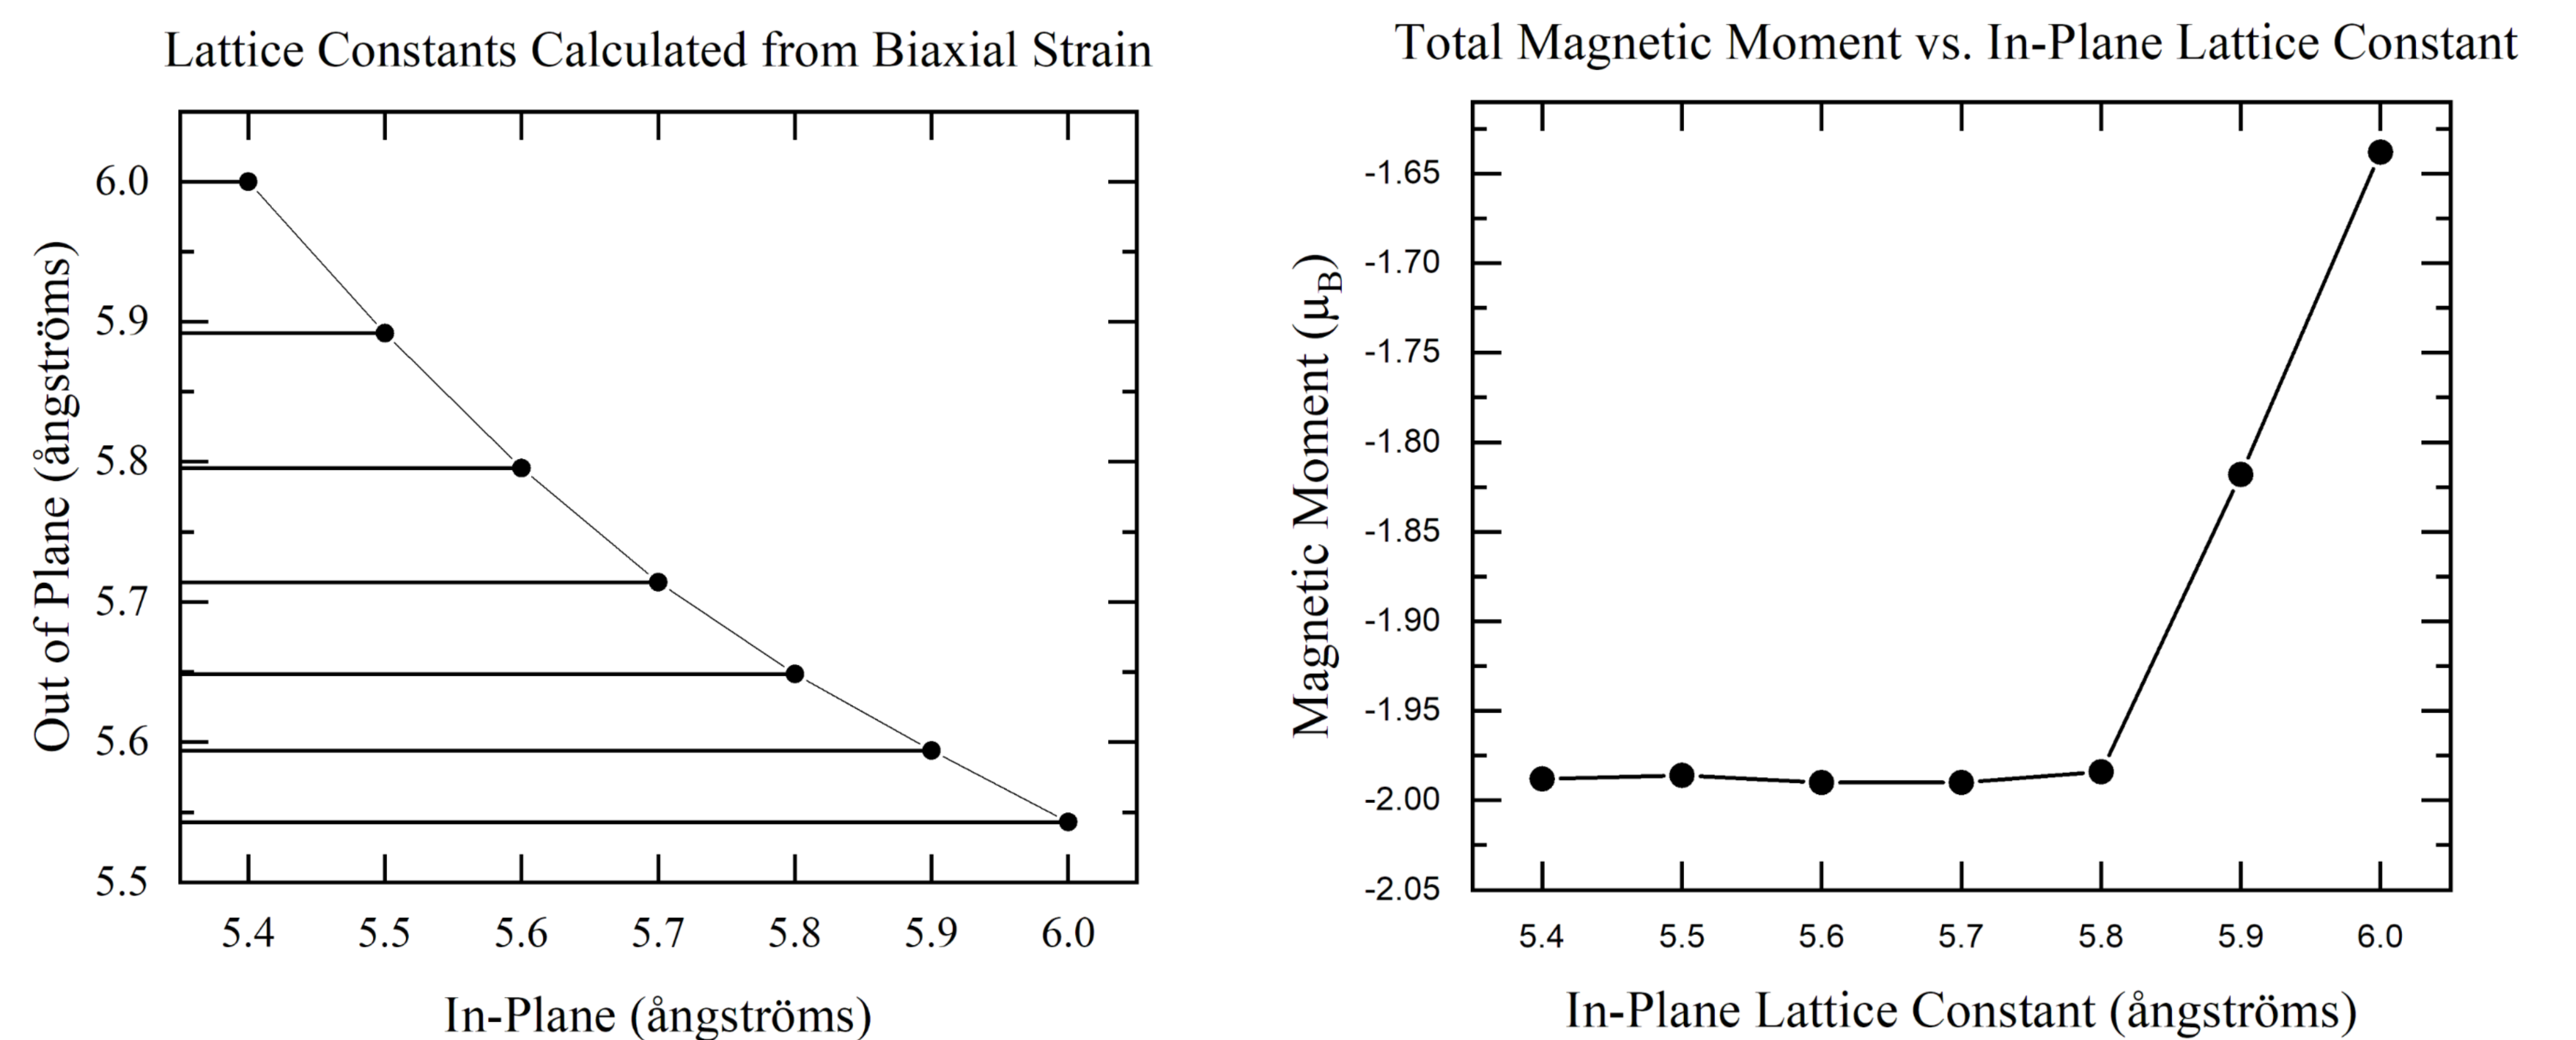 Lattice Constants Calculated from Biaxial Strain
Out of Plane (ångströms)
6.0
5.9
5.8
5.7
5.6
5.5
5.4 5.5 5.6 5.7 5.8 5.9 6.0
In-Plane (ångströms)
Total Magnetic Moment vs. In-Plane Lattice Constant
Magnetic Moment (μB)
-1.65
-1.70
-1.75
-1.80
-1.85
-1.90
-1.95
-2.00
-2.05
5.4 5.5 5.6 5.7 5.8 5.9 6.0
In-Plane Lattice Constant (ångströms)